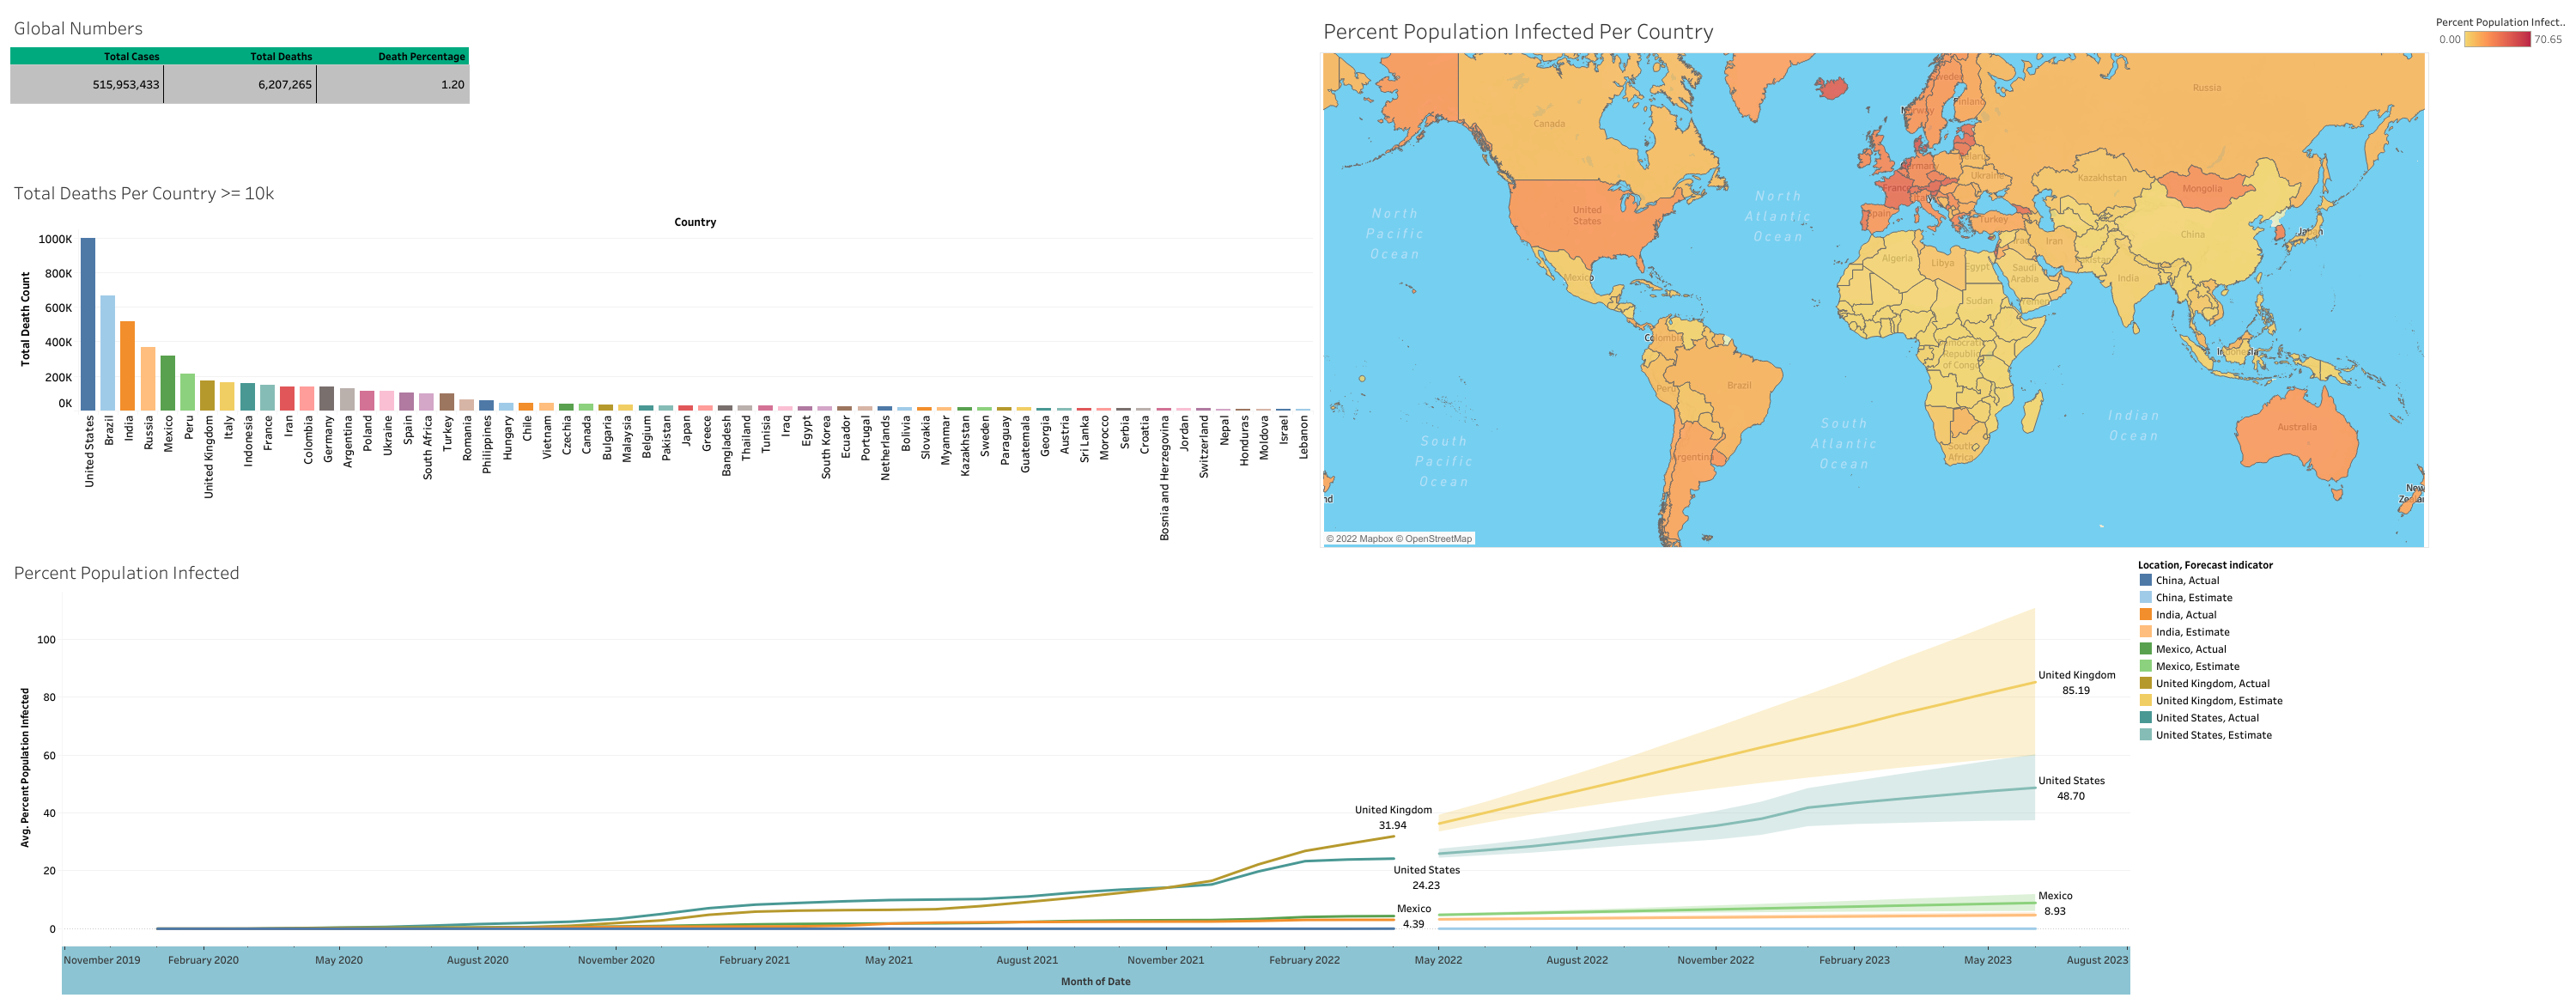 Global Numbers
Total Cases Total Deaths Death Percentage
515,953,433 6,207,265 1.20
Total Deaths Per Country >= 10k
Country
Total Death Count
1000K
800K
600K
400K
200K
0K
United States
Brazil
India
Russia
Mexico
Peru
United Kingdom
Italy
Indonesia
France
Iran
Colombia
Germany
Argentina
Poland
Ukraine
Spain
South Africa
Turkey
Romania
Philippines
Hungary
Chile
Vietnam
Czechia
Canada
Bulgaria
Malaysia
Belgium
Pakistan
Japan
Greece
Bangladesh
Thailand
Tunisia
Iraq
Egypt
South Korea
Ecuador
Portugal
Netherlands
Bolivia
Slovakia
Myanmar
Kazakhstan
Sweden
Paraguay
Guatemala
Georgia
Austria
Sri Lanka
Morocco
Serbia
Croatia
Bosnia and Herzegovina
Jordan
Switzerland
Nepal
Honduras
Moldova
Israel
Lebanon
Percent Population Infected Per Country
Percent Population Infect..
0.00 70.65
Canada
United
States
Mexico
North
Pacific
Ocean
North
Atlantic
Ocean
South
Pacific
Ocean
South
Atlantic
Ocean
Indian
Ocean
Colombia
Peru
Brazil
Argentina
Sweden
Finland
Norway
Russia
Germany
Ukraine
France
Spain
Turkey
Kazakhstan
Mongolia
China
Japan
Iran
India
Algeria
Libya
Egypt
Saudi
Arabia
Sudan
Yemen
Democratic
Republic
of Congo
South
Africa
Indonesia
Australia
New
© 2022 Mapbox © OpenStreetMap
Percent Population Infected
Avg. Percent Population Infected
100
80
60
40
20
0
United Kingdom
31.94
United States
24.23
Mexico
4.39
United Kingdom
85.19
United States
48.70
Mexico
8.93
November 2019 February 2020 May 2020 August 2020 November 2020 February 2021 May 2021 August 2021 November 2021 February 2022 May 2022 August 2022 November 2022 February 2023 May 2023 August 2023
Month of Date
Location, Forecast indicator
China, Actual
China, Estimate
India, Actual
India, Estimate
Mexico, Actual
Mexico, Estimate
United Kingdom, Actual
United Kingdom, Estimate
United States, Actual
United States, Estimate